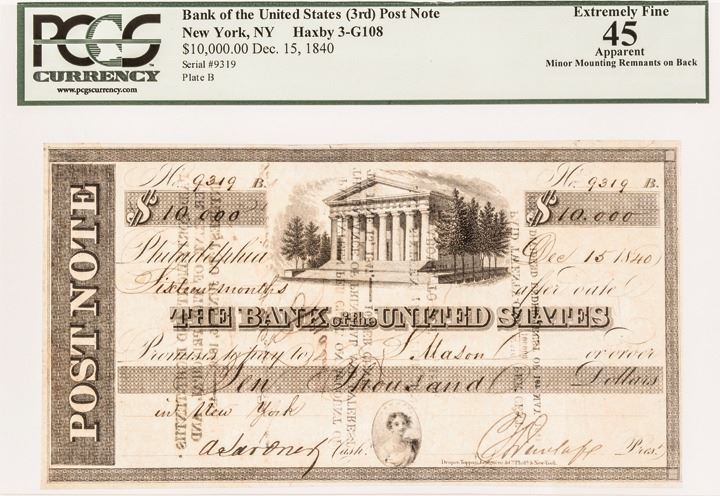 PCGS
CURRENCY
www.pcgscurrency.com
Bank of the United States (3rd) Post Note
New York, NY Haxby 3-G108
$10,000.00 Dec. 15, 1840
Serial #9319
Plate B
Extremely Fine
45
Apparent
Minor Mounting Remnants on Back
POST NOTE
No. 9319 B.
No. 9319 B.
$10.000
$10.000
Philadelphia Dec 15 1840
Sixteen months after date
THE BANK of the UNITED STATES
Promises to pay to S Mason or order
Ten Thousand Dollars
in New York
Cash. Pres.